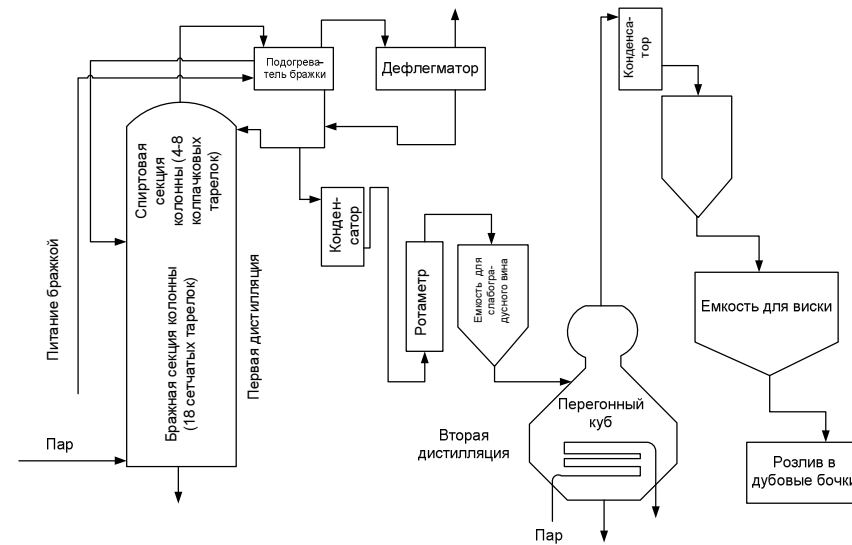 Подогрева-
тель бражки
Дефлегматор
Конденса-
тор
Спиртовая
секция
колонны (4-8
колпачковых
тарелок)
Бражная секция колонны
(18 сетчатых тарелок)
Питание бражкой
Первая дистилляция
Пар
Конден-
сатор
Ротаметр
Емкость для
слабогра-
дусного вина
Перегонный
куб
Вторая
дистилляция
Пар
Емкость для виски
Розлив в
дубовые бочки